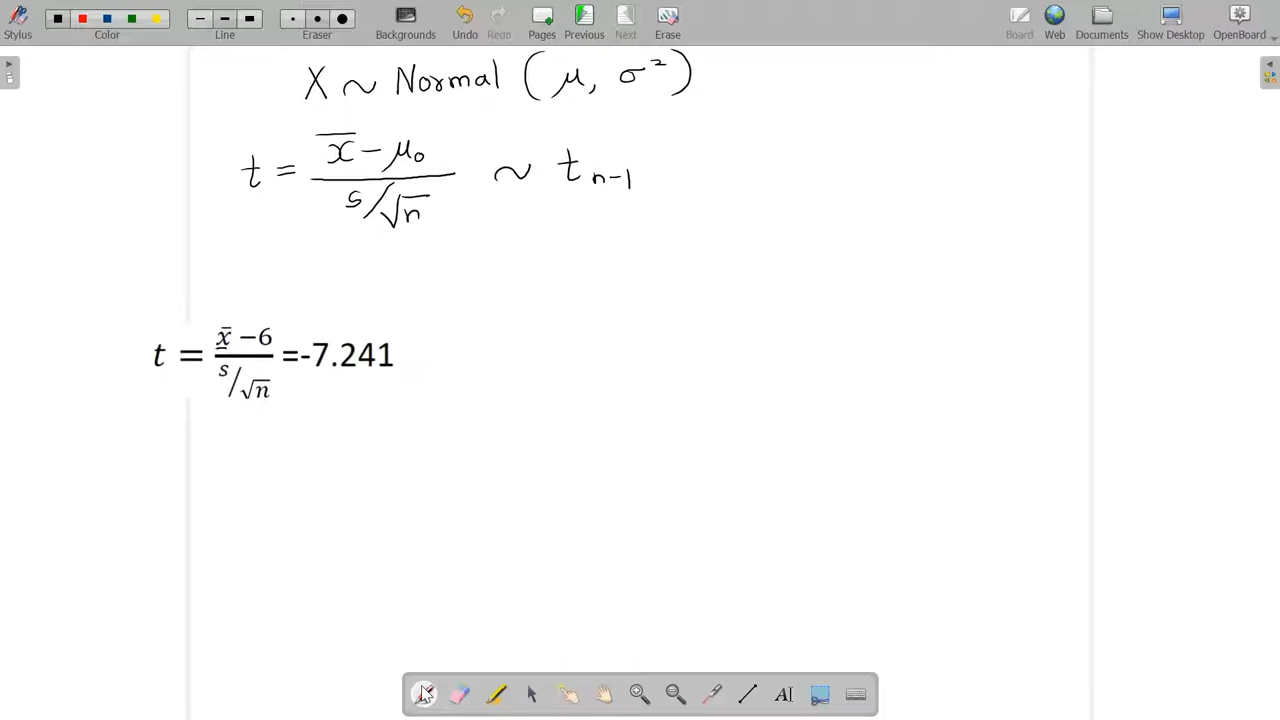 Stylus Color Line Eraser Backgrounds Undo Redo Pages Previous Next Erase Board Web Documents Show Desktop OpenBoard
X ~ Normal (μ, σ²)
t = (x̄ − μ₀) / (s/√n) ~ t n−1
t = (x̄ −6) / (s/√n) =-7.241